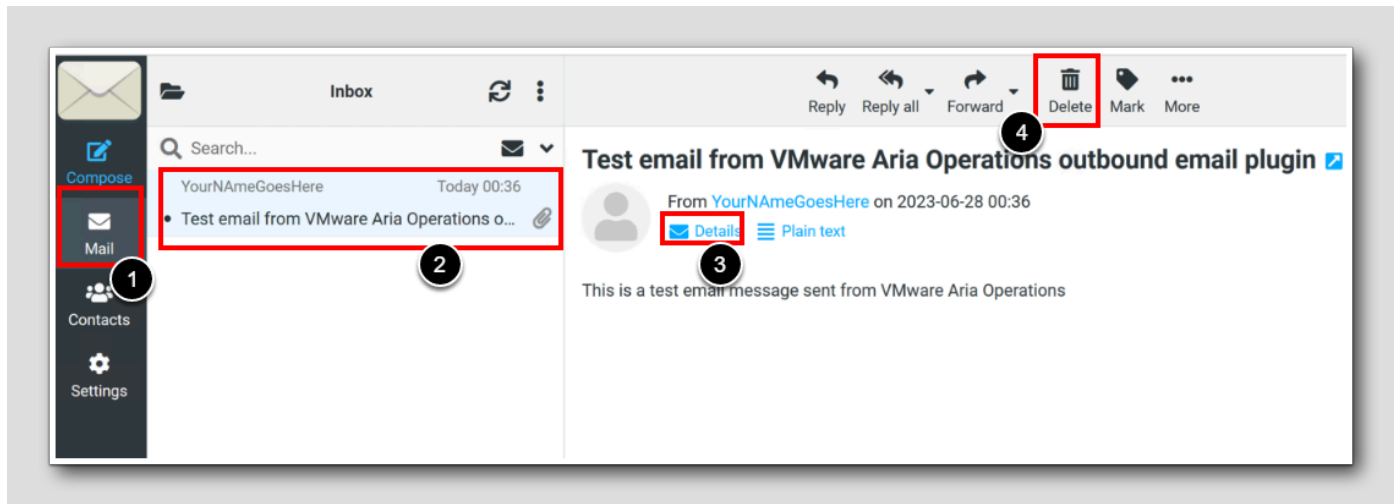 Inbox
Reply Reply all Forward Delete Mark More
4
Compose
Search...
Test email from VMware Aria Operations outbound email plugin
YourNAmeGoesHere Today 00:36
Test email from VMware Aria Operations o...
From YourNAmeGoesHere on 2023-06-28 00:36
Details Plain text
Mail
1
2
3
This is a test email message sent from VMware Aria Operations
Contacts
Settings